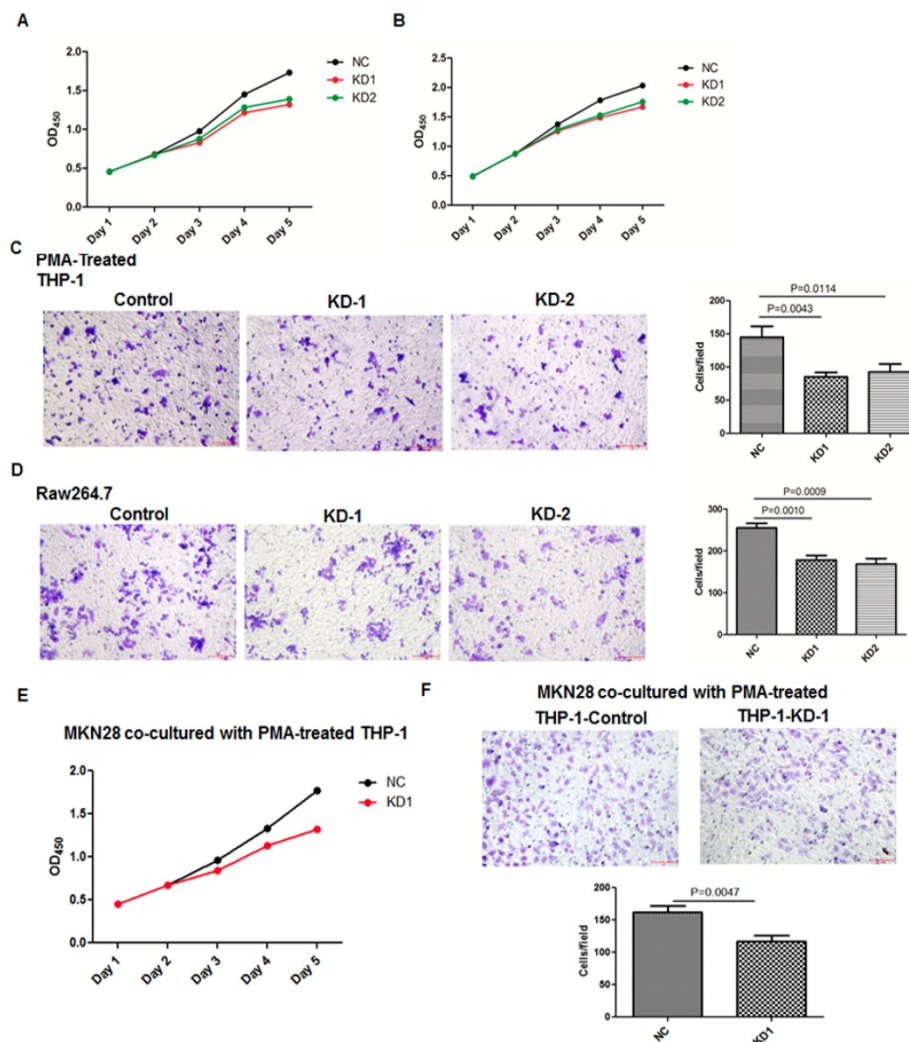 A
2.0
1.5
1.0
0.5
0.0
OD450
Day 1
Day 2
Day 3
Day 4
Day 5
NC
KD1
KD2
B
2.5
2.0
1.5
1.0
0.5
0.0
OD450
Day 1
Day 2
Day 3
Day 4
Day 5
NC
KD1
KD2
C
PMA-Treated
THP-1
Control
KD-1
KD-2
P=0.0114
P=0.0043
200
150
100
50
0
Cells/field
NC
KD1
KD2
D
Raw264.7
Control
KD-1
KD-2
P=0.0009
P=0.0010
300
200
100
0
Cells/field
NC
KD1
KD2
E
MKN28 co-cultured with PMA-treated THP-1
2.0
1.5
1.0
0.5
0.0
OD450
Day 1
Day 2
Day 3
Day 4
Day 5
NC
KD1
F
MKN28 co-cultured with PMA-treated
THP-1-Control
THP-1-KD-1
P=0.0047
200
150
100
50
0
Cells/field
NC
KD1